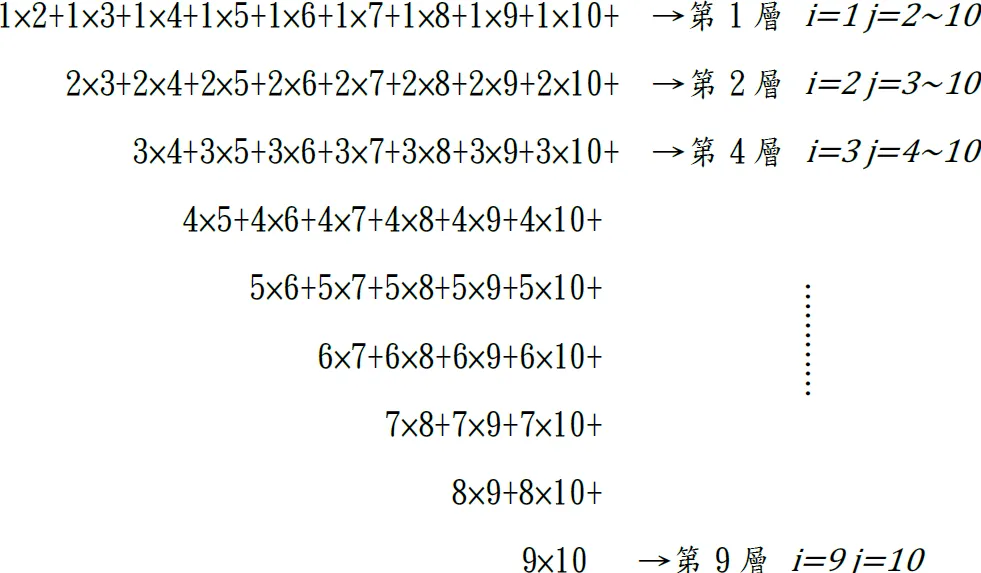 1×2+1×3+1×4+1×5+1×6+1×7+1×8+1×9+1×10+ →第 1 層 i=1 j=2~10
2×3+2×4+2×5+2×6+2×7+2×8+2×9+2×10+ →第 2 層 i=2 j=3~10
3×4+3×5+3×6+3×7+3×8+3×9+3×10+ →第 4 層 i=3 j=4~10
4×5+4×6+4×7+4×8+4×9+4×10+
5×6+5×7+5×8+5×9+5×10+
6×7+6×8+6×9+6×10+
7×8+7×9+7×10+
8×9+8×10+
9×10 →第 9 層 i=9 j=10